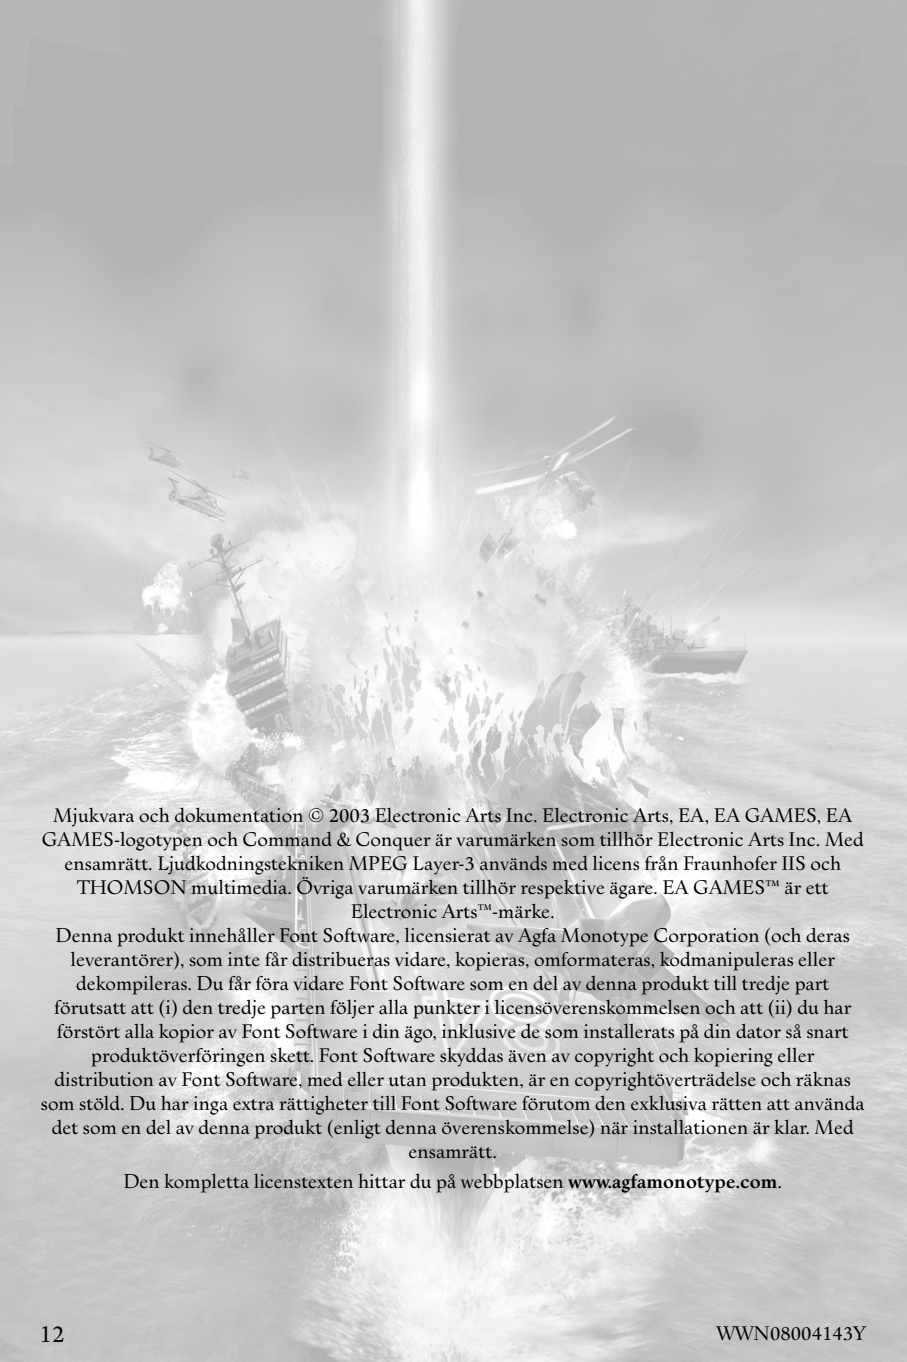 Mjukvara och dokumentation © 2003 Electronic Arts Inc. Electronic Arts, EA, EA GAMES, EA
GAMES-logotypen och Command & Conquer är varumärken som tillhör Electronic Arts Inc. Med
ensamrätt. Ljudkodningstekniken MPEG Layer-3 används med licens från Fraunhofer IIS och
THOMSON multimedia. Övriga varumärken tillhör respektive ägare. EA GAMES™ är ett
Electronic Arts™-märke.
Denna produkt innehåller Font Software, licensierat av Agfa Monotype Corporation (och deras
leverantörer), som inte får distribueras vidare, kopieras, omformateras, kodmanipuleras eller
dekompileras. Du får föra vidare Font Software som en del av denna produkt till tredje part
förutsatt att (i) den tredje parten följer alla punkter i licensöverenskommelsen och att (ii) du har
förstört alla kopior av Font Software i din ägo, inklusive de som installerats på din dator så snart
produktöverföringen skett. Font Software skyddas även av copyright och kopiering eller
distribution av Font Software, med eller utan produkten, är en copyrightöverträdelse och räknas
som stöld. Du har inga extra rättigheter till Font Software förutom den exklusiva rätten att använda
det som en del av denna produkt (enligt denna överenskommelse) när installationen är klar. Med
ensamrätt.
Den kompletta licenstexten hittar du på webbplatsen www.agfamonotype.com.
12 WWN08004143Y